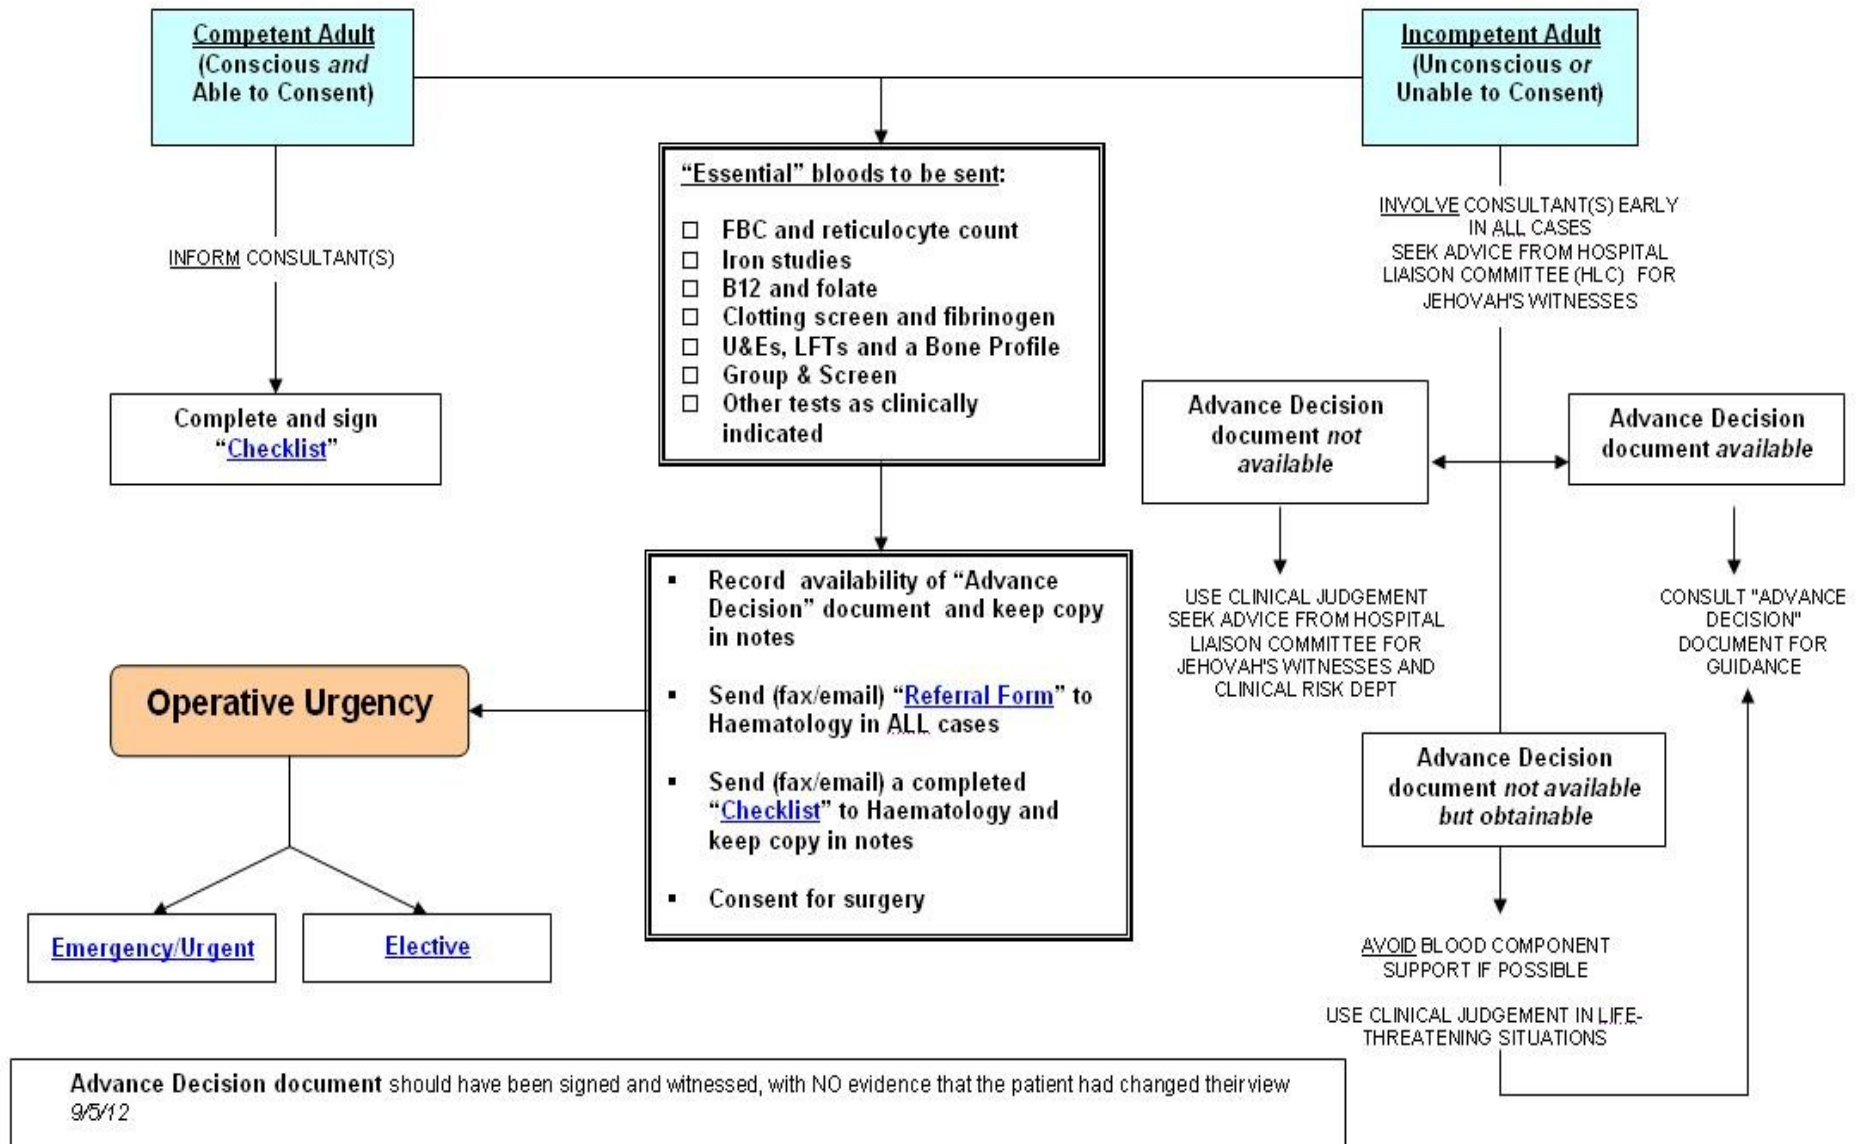 Competent Adult
(Conscious and
Able to Consent)
Incompetent Adult
(Unconscious or
Unable to Consent)
“Essential” bloods to be sent:
FBC and reticulocyte count
Iron studies
B12 and folate
Clotting screen and fibrinogen
U&Es, LFTs and a Bone Profile
Group & Screen
Other tests as clinically
indicated
INFORM CONSULTANT(S)
Complete and sign
“Checklist”
INVOLVE CONSULTANT(S) EARLY
IN ALL CASES
SEEK ADVICE FROM HOSPITAL
LIAISON COMMITTEE (HLC) FOR
JEHOVAH'S WITNESSES
Advance Decision
document not
available
Advance Decision
document available
USE CLINICAL JUDGEMENT
SEEK ADVICE FROM HOSPITAL
LIAISON COMMITTEE FOR
JEHOVAH'S WITNESSES AND
CLINICAL RISK DEPT
CONSULT "ADVANCE
DECISION"
DOCUMENT FOR
GUIDANCE
▪ Record availability of “Advance
Decision” document and keep copy
in notes
▪ Send (fax/email) “Referral Form” to
Haematology in ALL cases
▪ Send (fax/email) a completed
“Checklist” to Haematology and
keep copy in notes
▪ Consent for surgery
Operative Urgency
Emergency/Urgent
Elective
Advance Decision
document not available
but obtainable
AVOID BLOOD COMPONENT
SUPPORT IF POSSIBLE
USE CLINICAL JUDGEMENT IN LIFE-
THREATENING SITUATIONS
Advance Decision document should have been signed and witnessed, with NO evidence that the patient had changed their view
9/5/12